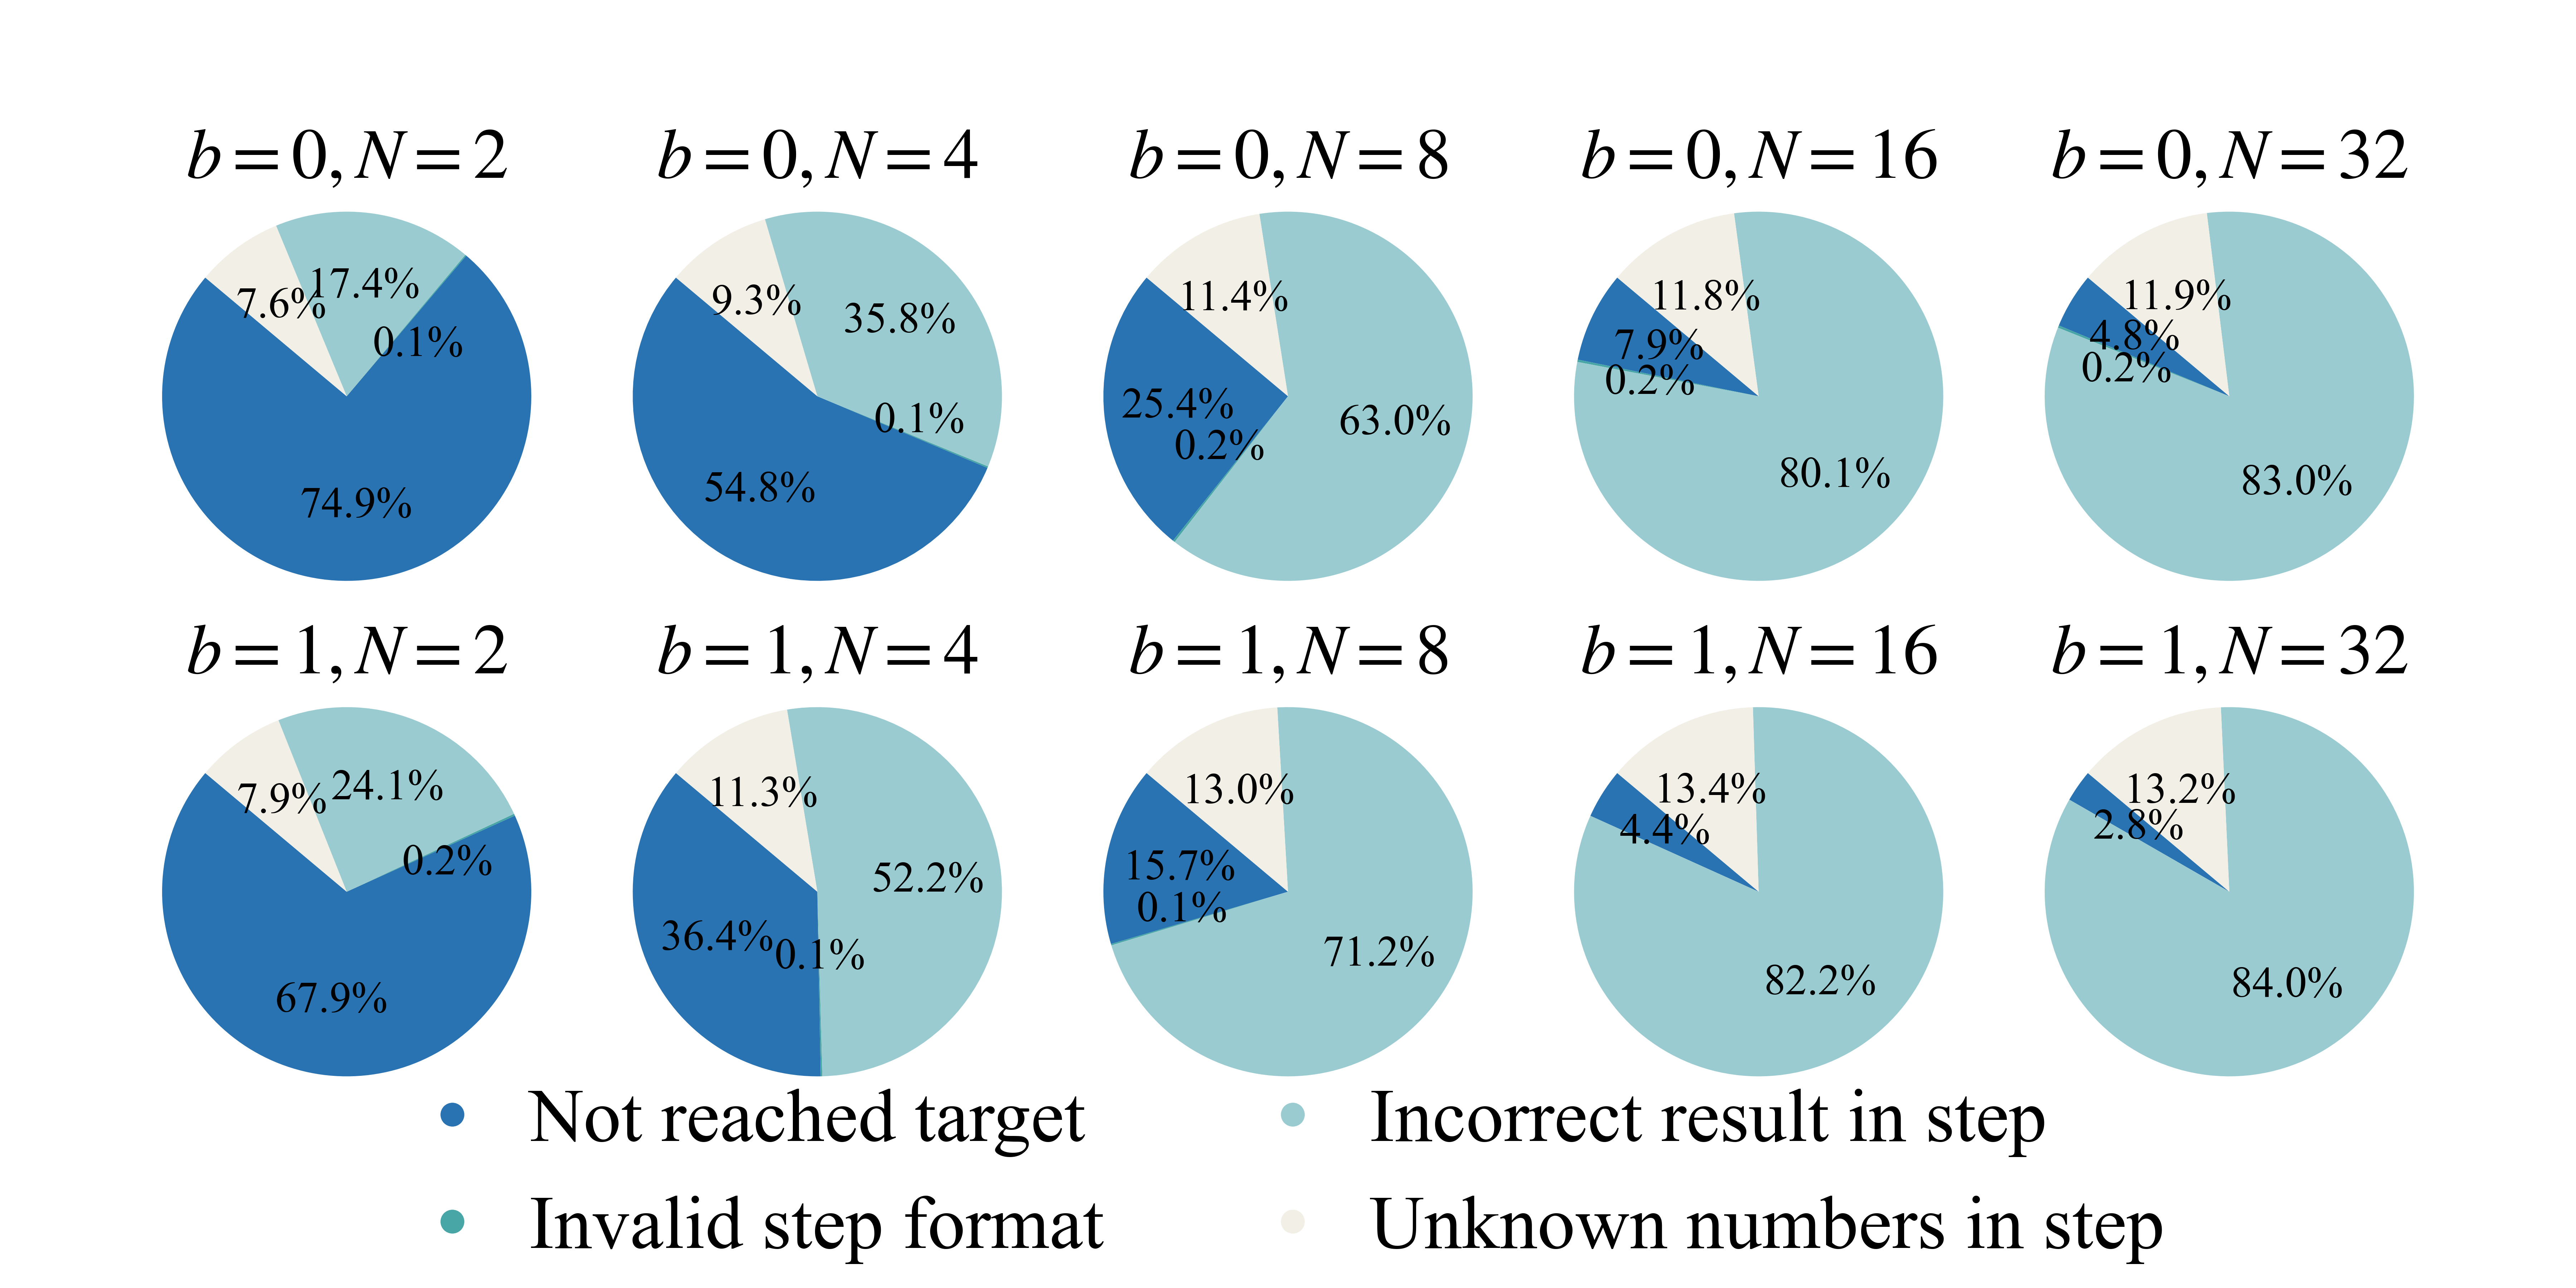 b=0, N=2
b=0, N=4
b=0, N=8
b=0, N=16
b=0, N=32
7.6%
17.4%
0.1%
74.9%
9.3%
35.8%
0.1%
54.8%
11.4%
25.4%
0.2%
63.0%
11.8%
7.9%
0.2%
80.1%
11.9%
4.8%
0.2%
83.0%
b=1, N=2
b=1, N=4
b=1, N=8
b=1, N=16
b=1, N=32
7.9%
24.1%
0.2%
67.9%
11.3%
52.2%
36.4%
0.1%
13.0%
15.7%
0.1%
71.2%
13.4%
4.4%
82.2%
13.2%
2.8%
84.0%
Not reached target
Incorrect result in step
Invalid step format
Unknown numbers in step